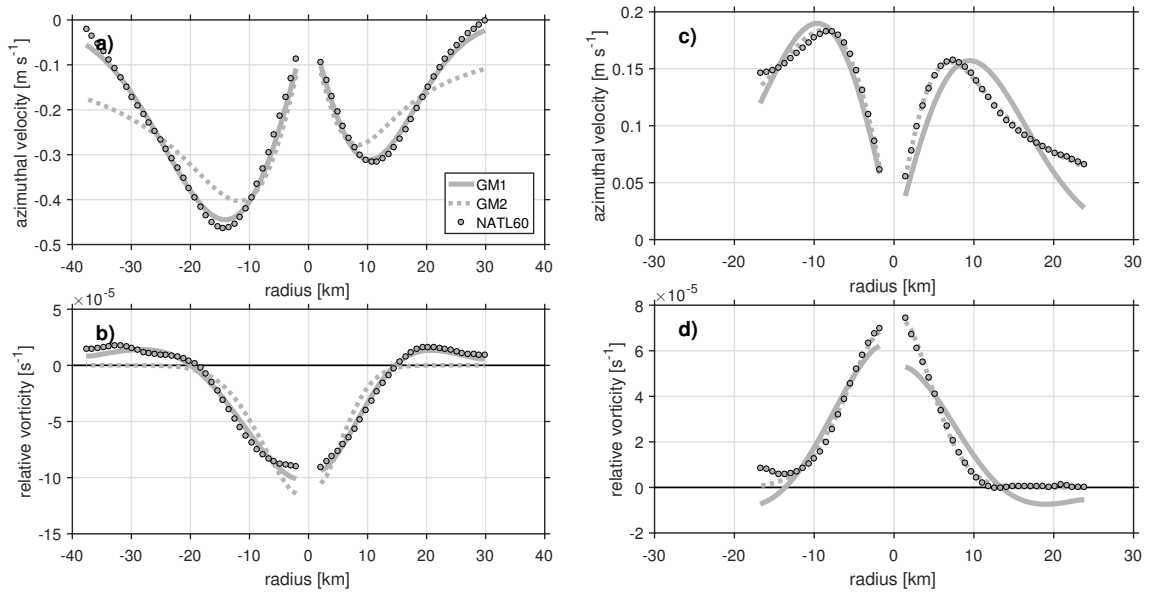 a)
azimuthal velocity [m s⁻¹]
0
-0.1
-0.2
-0.3
-0.4
-0.5
-40 -30 -20 -10 0 10 20 30 40
radius [km]
GM1
GM2
NATL60
b)
×10⁻⁵
relative vorticity [s⁻¹]
5
0
-5
-10
-15
-40 -30 -20 -10 0 10 20 30 40
radius [km]
c)
azimuthal velocity [m s⁻¹]
0.2
0.15
0.1
0.05
0
-30 -20 -10 0 10 20 30
radius [km]
d)
×10⁻⁵
relative vorticity [s⁻¹]
8
6
4
2
0
-2
-30 -20 -10 0 10 20 30
radius [km]